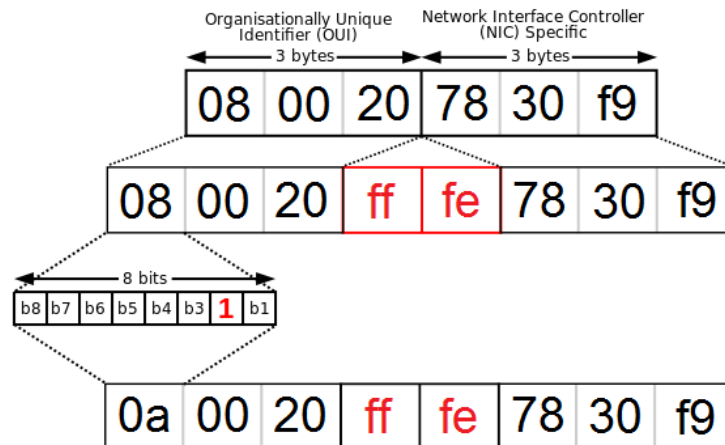 Organisationally Unique
Identifier (OUI)
Network Interface Controller
(NIC) Specific
3 bytes
3 bytes
08 00 20 78 30 f9
08 00 20 ff fe 78 30 f9
8 bits
b8 b7 b6 b5 b4 b3 1 b1
0a 00 20 ff fe 78 30 f9